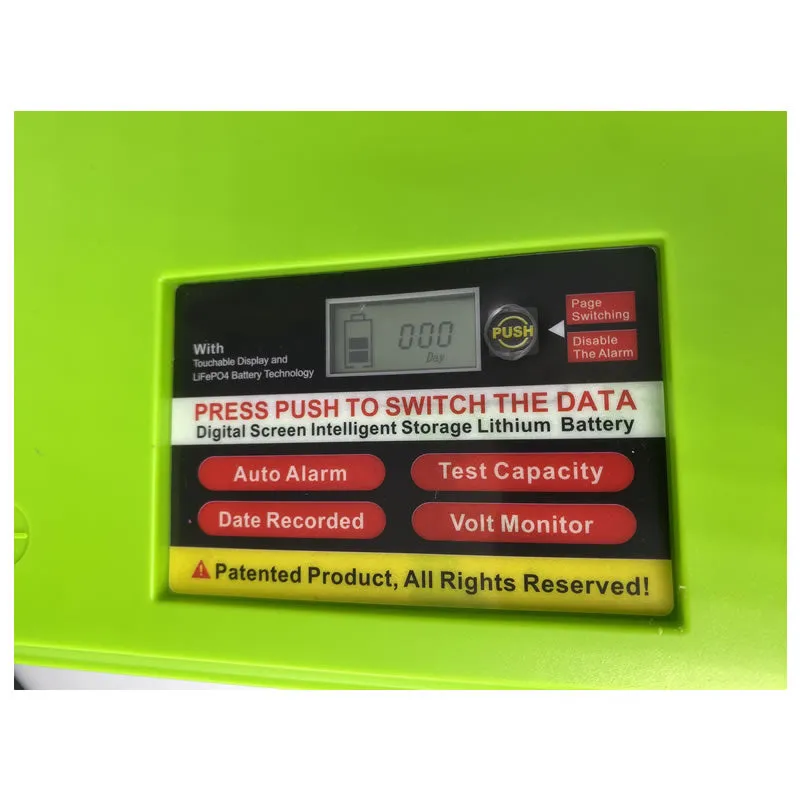 With
Touchable Display and
LiFePO4 Battery Technology
000
Day
PUSH
Page
Switching
Disable
The Alarm
PRESS PUSH TO SWITCH THE DATA
Digital Screen Intelligent Storage Lithium Battery
Auto Alarm
Test Capacity
Date Recorded
Volt Monitor
Patented Product, All Rights Reserved!